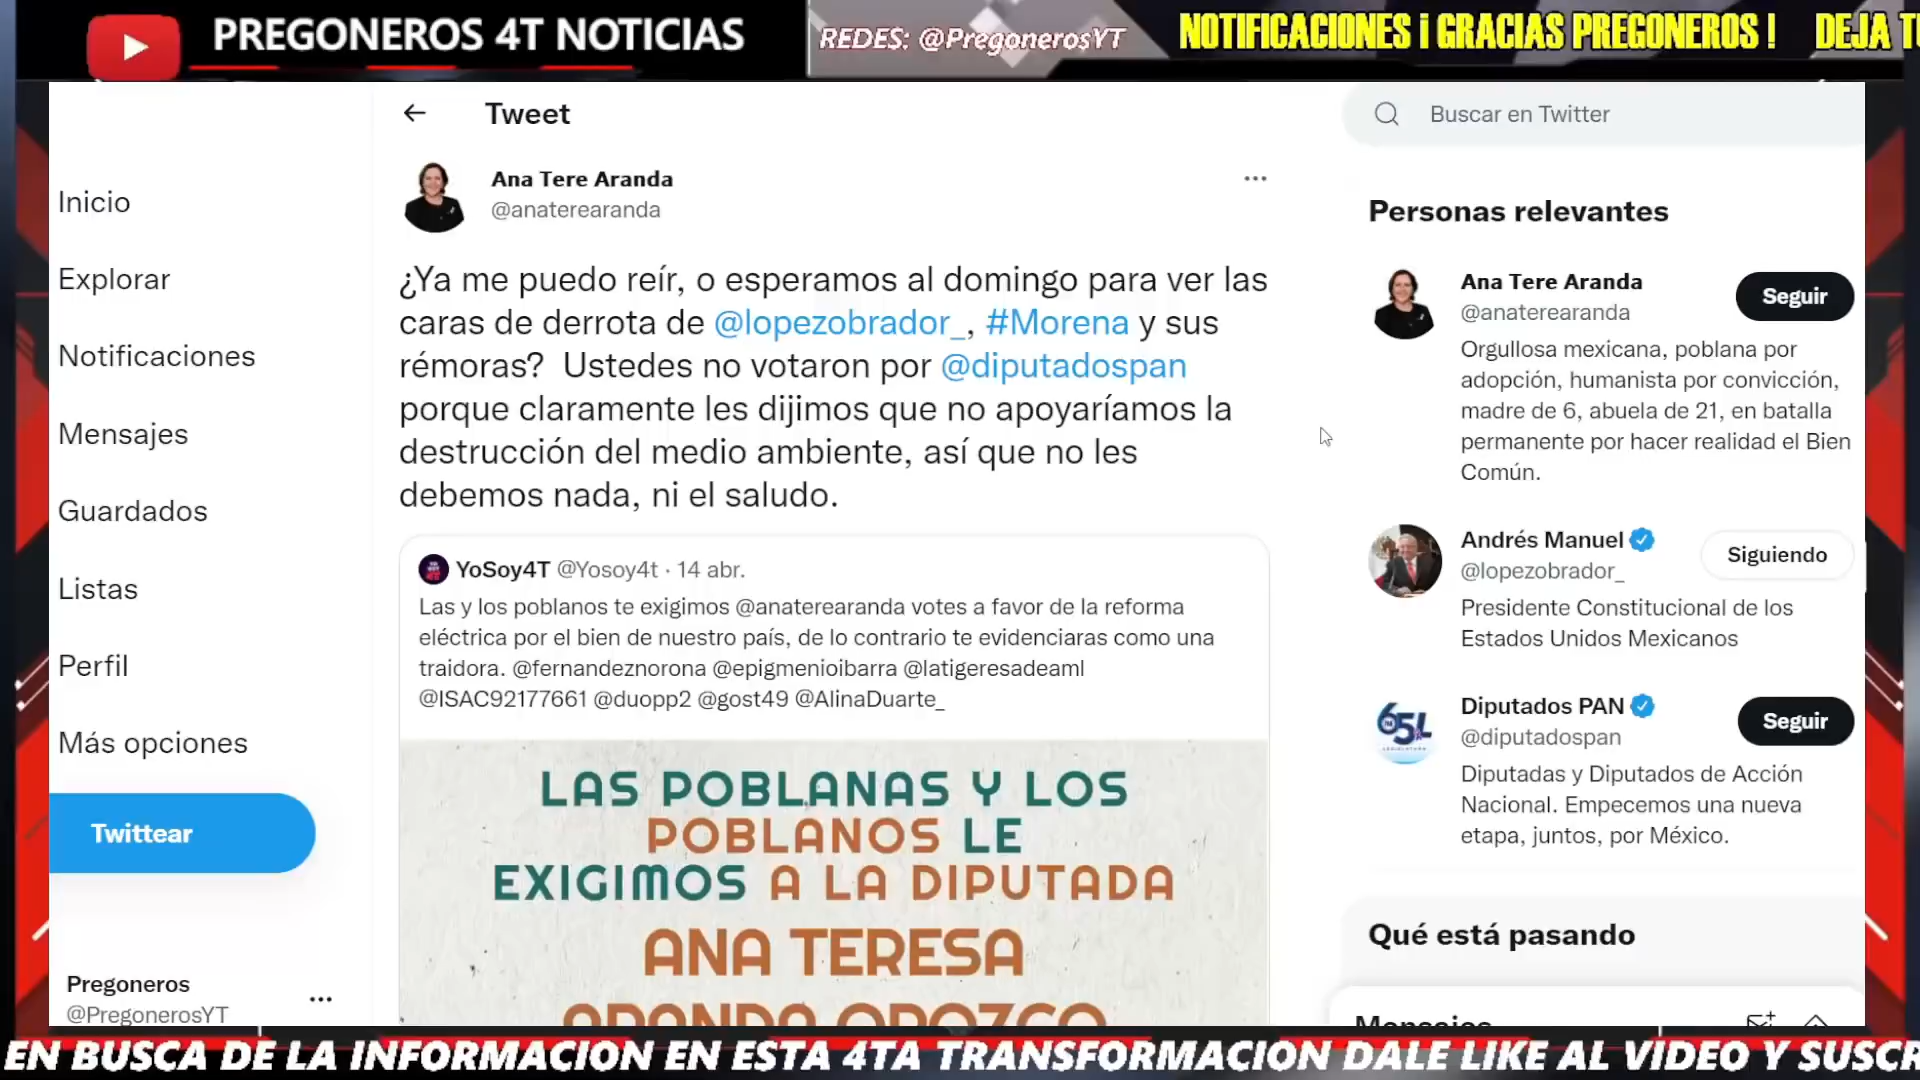 PREGONEROS 4T NOTICIAS
REDES: @PregonerosYT
NOTIFICACIONES ¡ GRACIAS PREGONEROS ! DEJA
Inicio
Explorar
Notificaciones
Mensajes
Guardados
Listas
Perfil
Más opciones
Twittear
Pregoneros
@PregonerosYT
Tweet
Ana Tere Aranda
@anaterearanda
¿Ya me puedo reír, o esperamos al domingo para ver las
caras de derrota de @lopezobrador_, #Morena y sus
rémoras? Ustedes no votaron por @diputadospan
porque claramente les dijimos que no apoyaríamos la
destrucción del medio ambiente, así que no les
debemos nada, ni el saludo.
YoSoy4T @Yosoy4t · 14 abr.
Las y los poblanos te exigimos @anaterearanda votes a favor de la reforma
eléctrica por el bien de nuestro país, de lo contrario te evidenciaras como una
traidora. @fernandeznorona @epigmenioibarra @latigeresadeaml
@ISAC92177661 @duopp2 @gost49 @AlinaDuarte_
LAS POBLANAS Y LOS
POBLANOS LE
EXIGIMOS A LA DIPUTADA
ANA TERESA
ARANDA OROZCO
Buscar en Twitter
Personas relevantes
Ana Tere Aranda
@anaterearanda
Seguir
Orgullosa mexicana, poblana por
adopción, humanista por convicción,
madre de 6, abuela de 21, en batalla
permanente por hacer realidad el Bien
Común.
Andrés Manuel
@lopezobrador_
Siguiendo
Presidente Constitucional de los
Estados Unidos Mexicanos
Diputados PAN
@diputadospan
Seguir
Diputadas y Diputados de Acción
Nacional. Empecemos una nueva
etapa, juntos, por México.
Qué está pasando
Mensajes
EN BUSCA DE LA INFORMACION EN ESTA 4TA TRANSFORMACION DALE LIKE AL VIDEO Y SUSCR